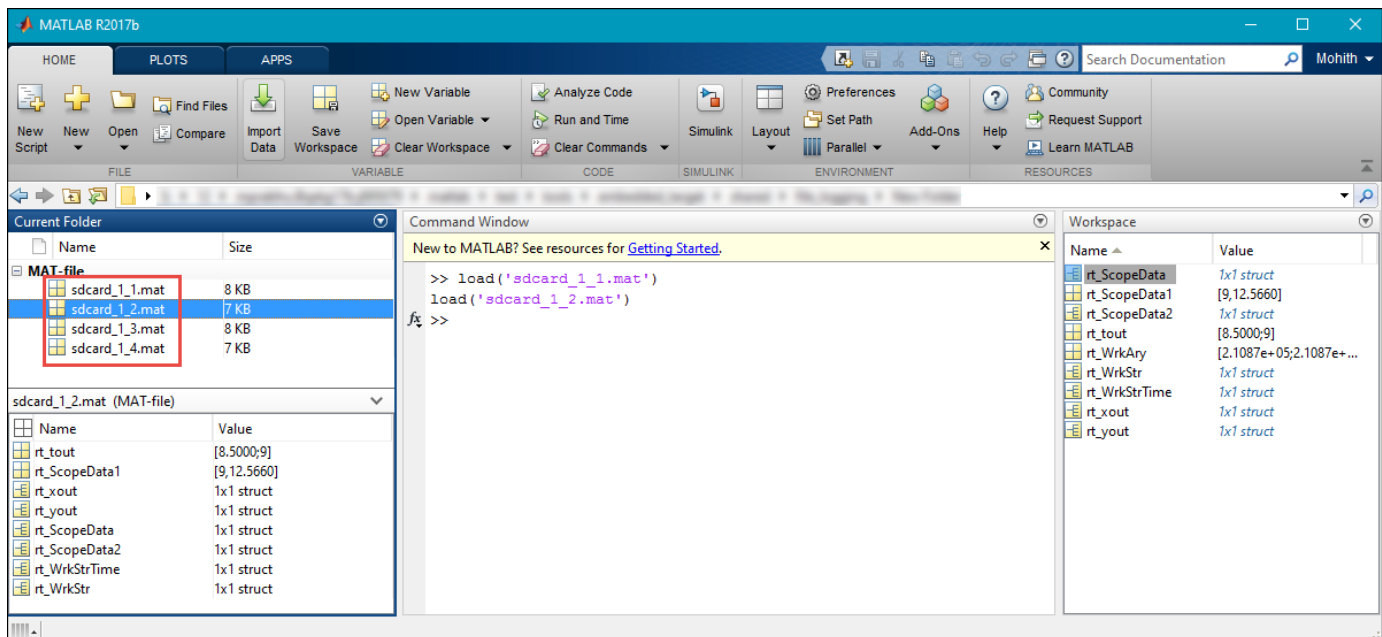 MATLAB R2017b
HOME PLOTS APPS
Search Documentation
Mohith
New Script
New
Open
Find Files
Compare
Import Data
Save Workspace
New Variable
Open Variable
Clear Workspace
Analyze Code
Run and Time
Clear Commands
Simulink
Layout
Preferences
Set Path
Parallel
Add-Ons
Help
Community
Request Support
Learn MATLAB
FILE VARIABLE CODE SIMULINK ENVIRONMENT RESOURCES
Current Folder
Name Size
MAT-file
sdcard_1_1.mat 8 KB
sdcard_1_2.mat 7 KB
sdcard_1_3.mat 8 KB
sdcard_1_4.mat 7 KB
sdcard_1_2.mat (MAT-file)
Name Value
rt_tout [8.5000;9]
rt_ScopeData1 [9,12.5660]
rt_xout 1x1 struct
rt_yout 1x1 struct
rt_ScopeData 1x1 struct
rt_ScopeData2 1x1 struct
rt_WrkStrTime 1x1 struct
rt_WrkStr 1x1 struct
Command Window
New to MATLAB? See resources for Getting Started.
>> load('sdcard_1_1.mat')
load('sdcard_1_2.mat')
fx >>
Workspace
Name Value
rt_ScopeData 1x1 struct
rt_ScopeData1 [9,12.5660]
rt_ScopeData2 1x1 struct
rt_tout [8.5000;9]
rt_WrkAry [2.1087e+05;2.1087e+...
rt_WrkStr 1x1 struct
rt_WrkStrTime 1x1 struct
rt_xout 1x1 struct
rt_yout 1x1 struct